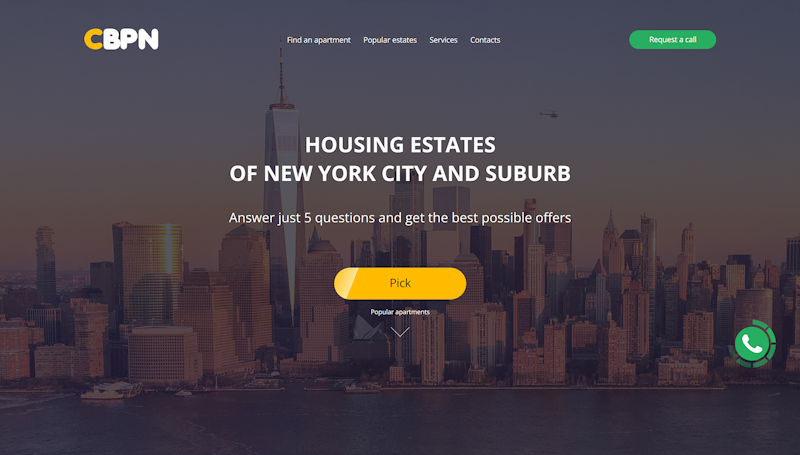 CBPN
Find an apartment
Popular estates
Services
Contacts
Request a call
HOUSING ESTATES
OF NEW YORK CITY AND SUBURB
Answer just 5 questions and get the best possible offers
Pick
Popular apartments